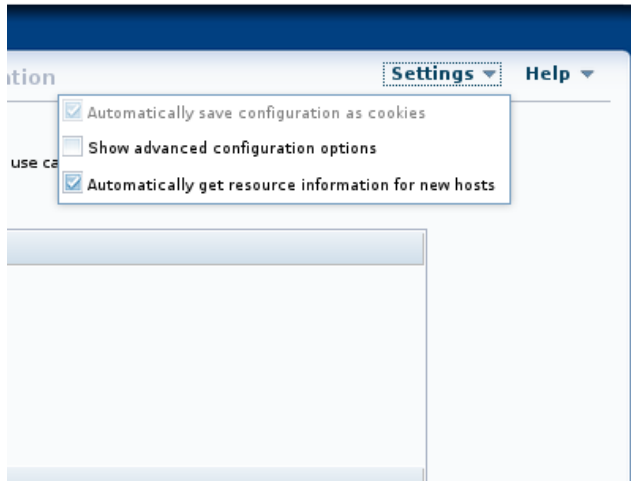 ation
Settings Help
Automatically save configuration as cookies
Show advanced configuration options
use ca
Automatically get resource information for new hosts